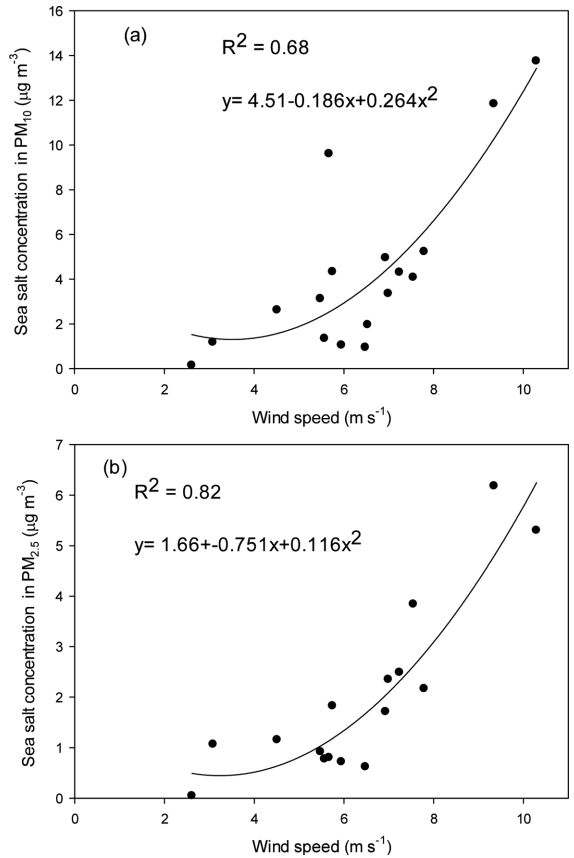 (a)
R² = 0.68
y= 4.51-0.186x+0.264x²
Sea salt concentration in PM₁₀ (μg m⁻³)
16
14
12
10
8
6
4
2
0
0 2 4 6 8 10
Wind speed (m s⁻¹)
(b)
R² = 0.82
y= 1.66+-0.751x+0.116x²
Sea salt concentration in PM₂.₅ (μg m⁻³)
7
6
5
4
3
2
1
0
0 2 4 6 8 10
Wind speed (m s⁻¹)